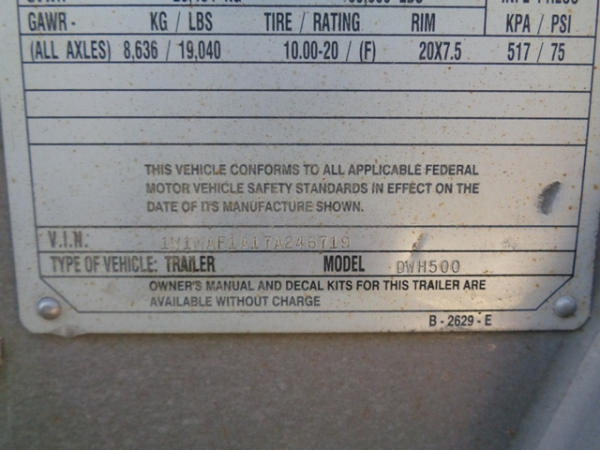 GAWR - KG / LBS TIRE / RATING RIM KPA / PSI
(ALL AXLES) 8,636 / 19,040 10.00-20 / (F) 20X7.5 517 / 75
THIS VEHICLE CONFORMS TO ALL APPLICABLE FEDERAL
MOTOR VEHICLE SAFETY STANDARDS IN EFFECT ON THE
DATE OF ITS MANUFACTURE SHOWN.
V.I.N.
TYPE OF VEHICLE: TRAILER MODEL DWH500
OWNER'S MANUAL AND DECAL KITS FOR THIS TRAILER ARE
AVAILABLE WITHOUT CHARGE
B - 2629 - E